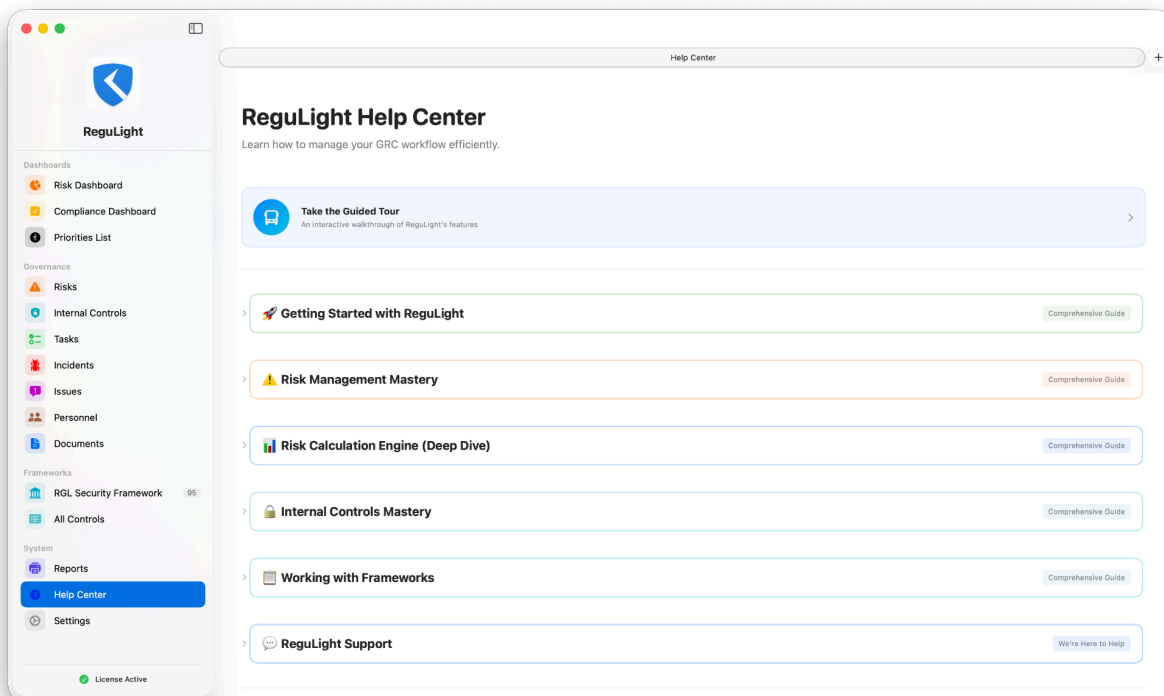 Help Center
+
ReguLight
Dashboards
Risk Dashboard
Compliance Dashboard
Priorities List
Governance
Risks
Internal Controls
Tasks
Incidents
Issues
Personnel
Documents
Frameworks
RGL Security Framework 95
All Controls
System
Reports
Help Center
Settings
License Active
ReguLight Help Center
Learn how to manage your GRC workflow efficiently.
Take the Guided Tour
An interactive walkthrough of ReguLight's features
🚀 Getting Started with ReguLight Comprehensive Guide
⚠️ Risk Management Mastery Comprehensive Guide
📊 Risk Calculation Engine (Deep Dive) Comprehensive Guide
🔒 Internal Controls Mastery Comprehensive Guide
📋 Working with Frameworks Comprehensive Guide
💬 ReguLight Support We're Here to Help